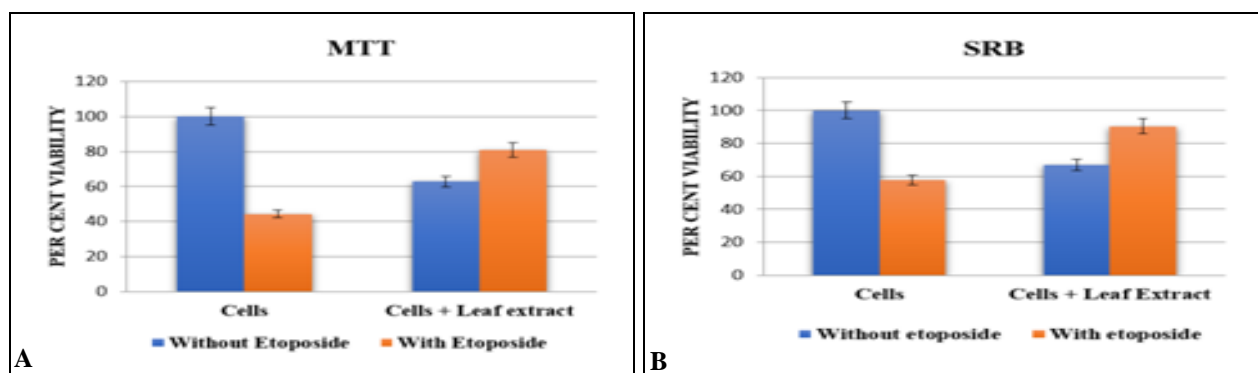 MTT
PER CENT VIABILITY
120
100
80
60
40
20
0
Cells
Cells + Leaf extract
Without Etoposide
With Etoposide
A
SRB
PER CENT VIABILITY
120
100
80
60
40
20
0
Cells
Cells + Leaf Extract
Without etoposide
With etoposide
B